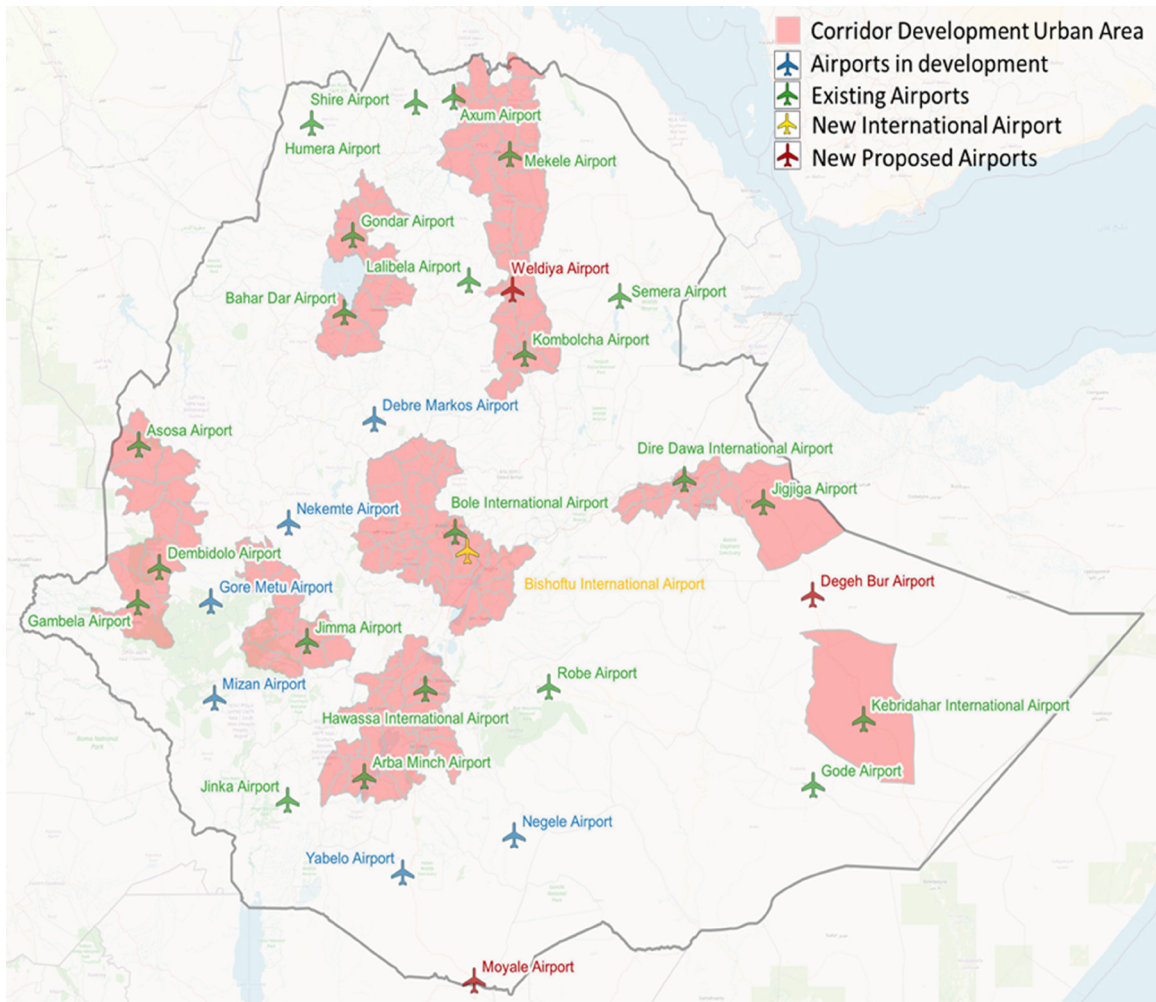 Corridor Development Urban Area
Airports in development
Existing Airports
New International Airport
New Proposed Airports
Shire Airport
Axum Airport
Humera Airport
Mekele Airport
Gondar Airport
Lalibela Airport
Weldiya Airport
Semera Airport
Bahar Dar Airport
Kombolcha Airport
Debre Markos Airport
Asosa Airport
Dire Dawa International Airport
Jigjiga Airport
Bole International Airport
Nekemte Airport
Dembidolo Airport
Bishoftu International Airport
Degeh Bur Airport
Gore Metu Airport
Gambela Airport
Jimma Airport
Robe Airport
Mizan Airport
Kebridahar International Airport
Hawassa International Airport
Arba Minch Airport
Gode Airport
Jinka Airport
Negele Airport
Yabelo Airport
Moyale Airport